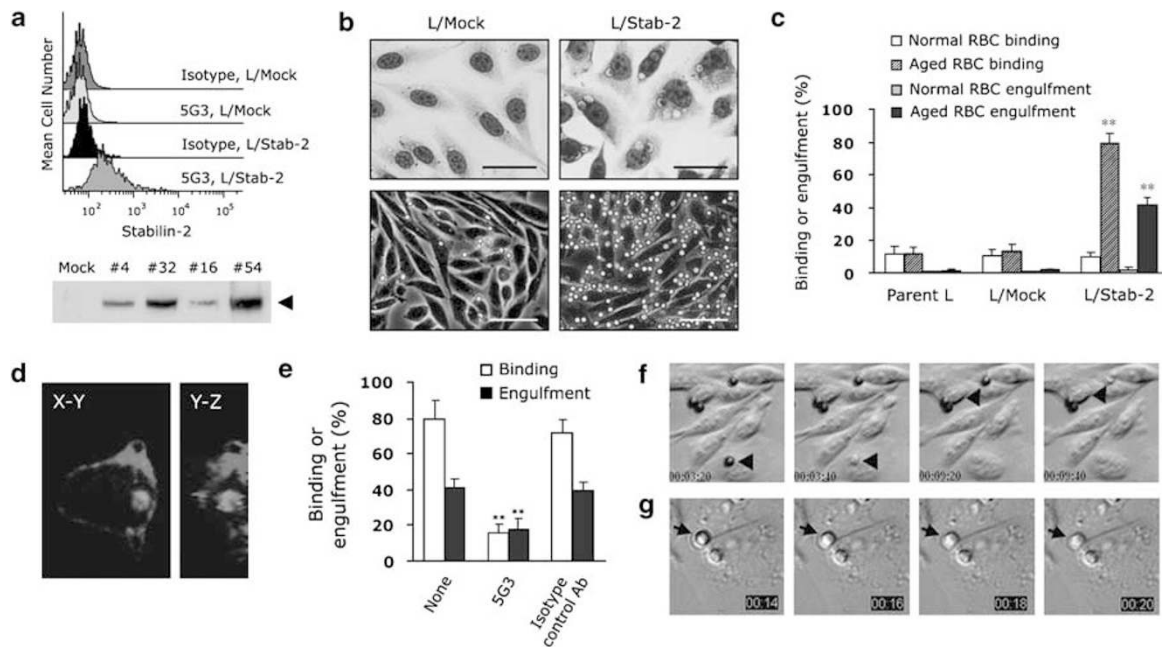 a
Mean Cell Number
Isotype, L/Mock
5G3, L/Mock
Isotype, L/Stab-2
5G3, L/Stab-2
10² 10³ 10⁴ 10⁵
Stabilin-2
Mock #4 #32 #16 #54
b
L/Mock L/Stab-2
c
Normal RBC binding
Aged RBC binding
Normal RBC engulfment
Aged RBC engulfment
Binding or engulfment (%)
100
80
60
40
20
0
**
**
Parent L L/Mock L/Stab-2
d
X-Y Y-Z
e
Binding
Engulfment
Binding or
engulfment (%)
100
80
60
40
20
0
** **
None
5G3
Isotype
control Ab
f
00:03:20 00:03:40 00:09:20 00:09:40
g
00:14 00:16 00:18 00:20